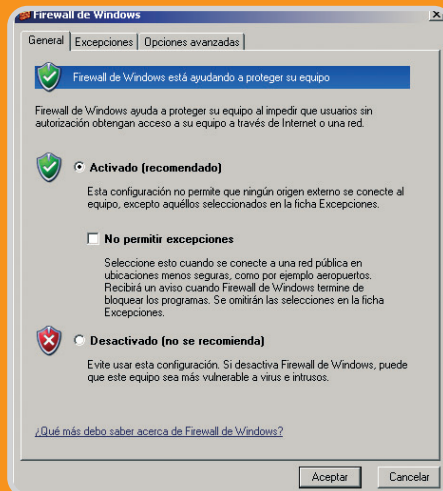 Firewall de Windows
General
Excepciones
Opciones avanzadas
Firewall de Windows está ayudando a proteger su equipo
Firewall de Windows ayuda a proteger su equipo al impedir que usuarios sin
autorización obtengan acceso a su equipo a través de Internet o una red.
Activado (recomendado)
Esta configuración no permite que ningún origen externo se conecte al
equipo, excepto aquéllos seleccionados en la ficha Excepciones.
No permitir excepciones
Seleccione esto cuando se conecte a una red pública en
ubicaciones menos seguras, como por ejemplo aeropuertos.
Recibirá un aviso cuando Firewall de Windows termine de
bloquear los programas. Se omitirán las selecciones en la ficha
Excepciones.
Desactivado (no se recomienda)
Evite usar esta configuración. Si desactiva Firewall de Windows, puede
que este equipo sea más vulnerable a virus e intrusos.
¿Qué más debo saber acerca de Firewall de Windows?
Aceptar
Cancelar